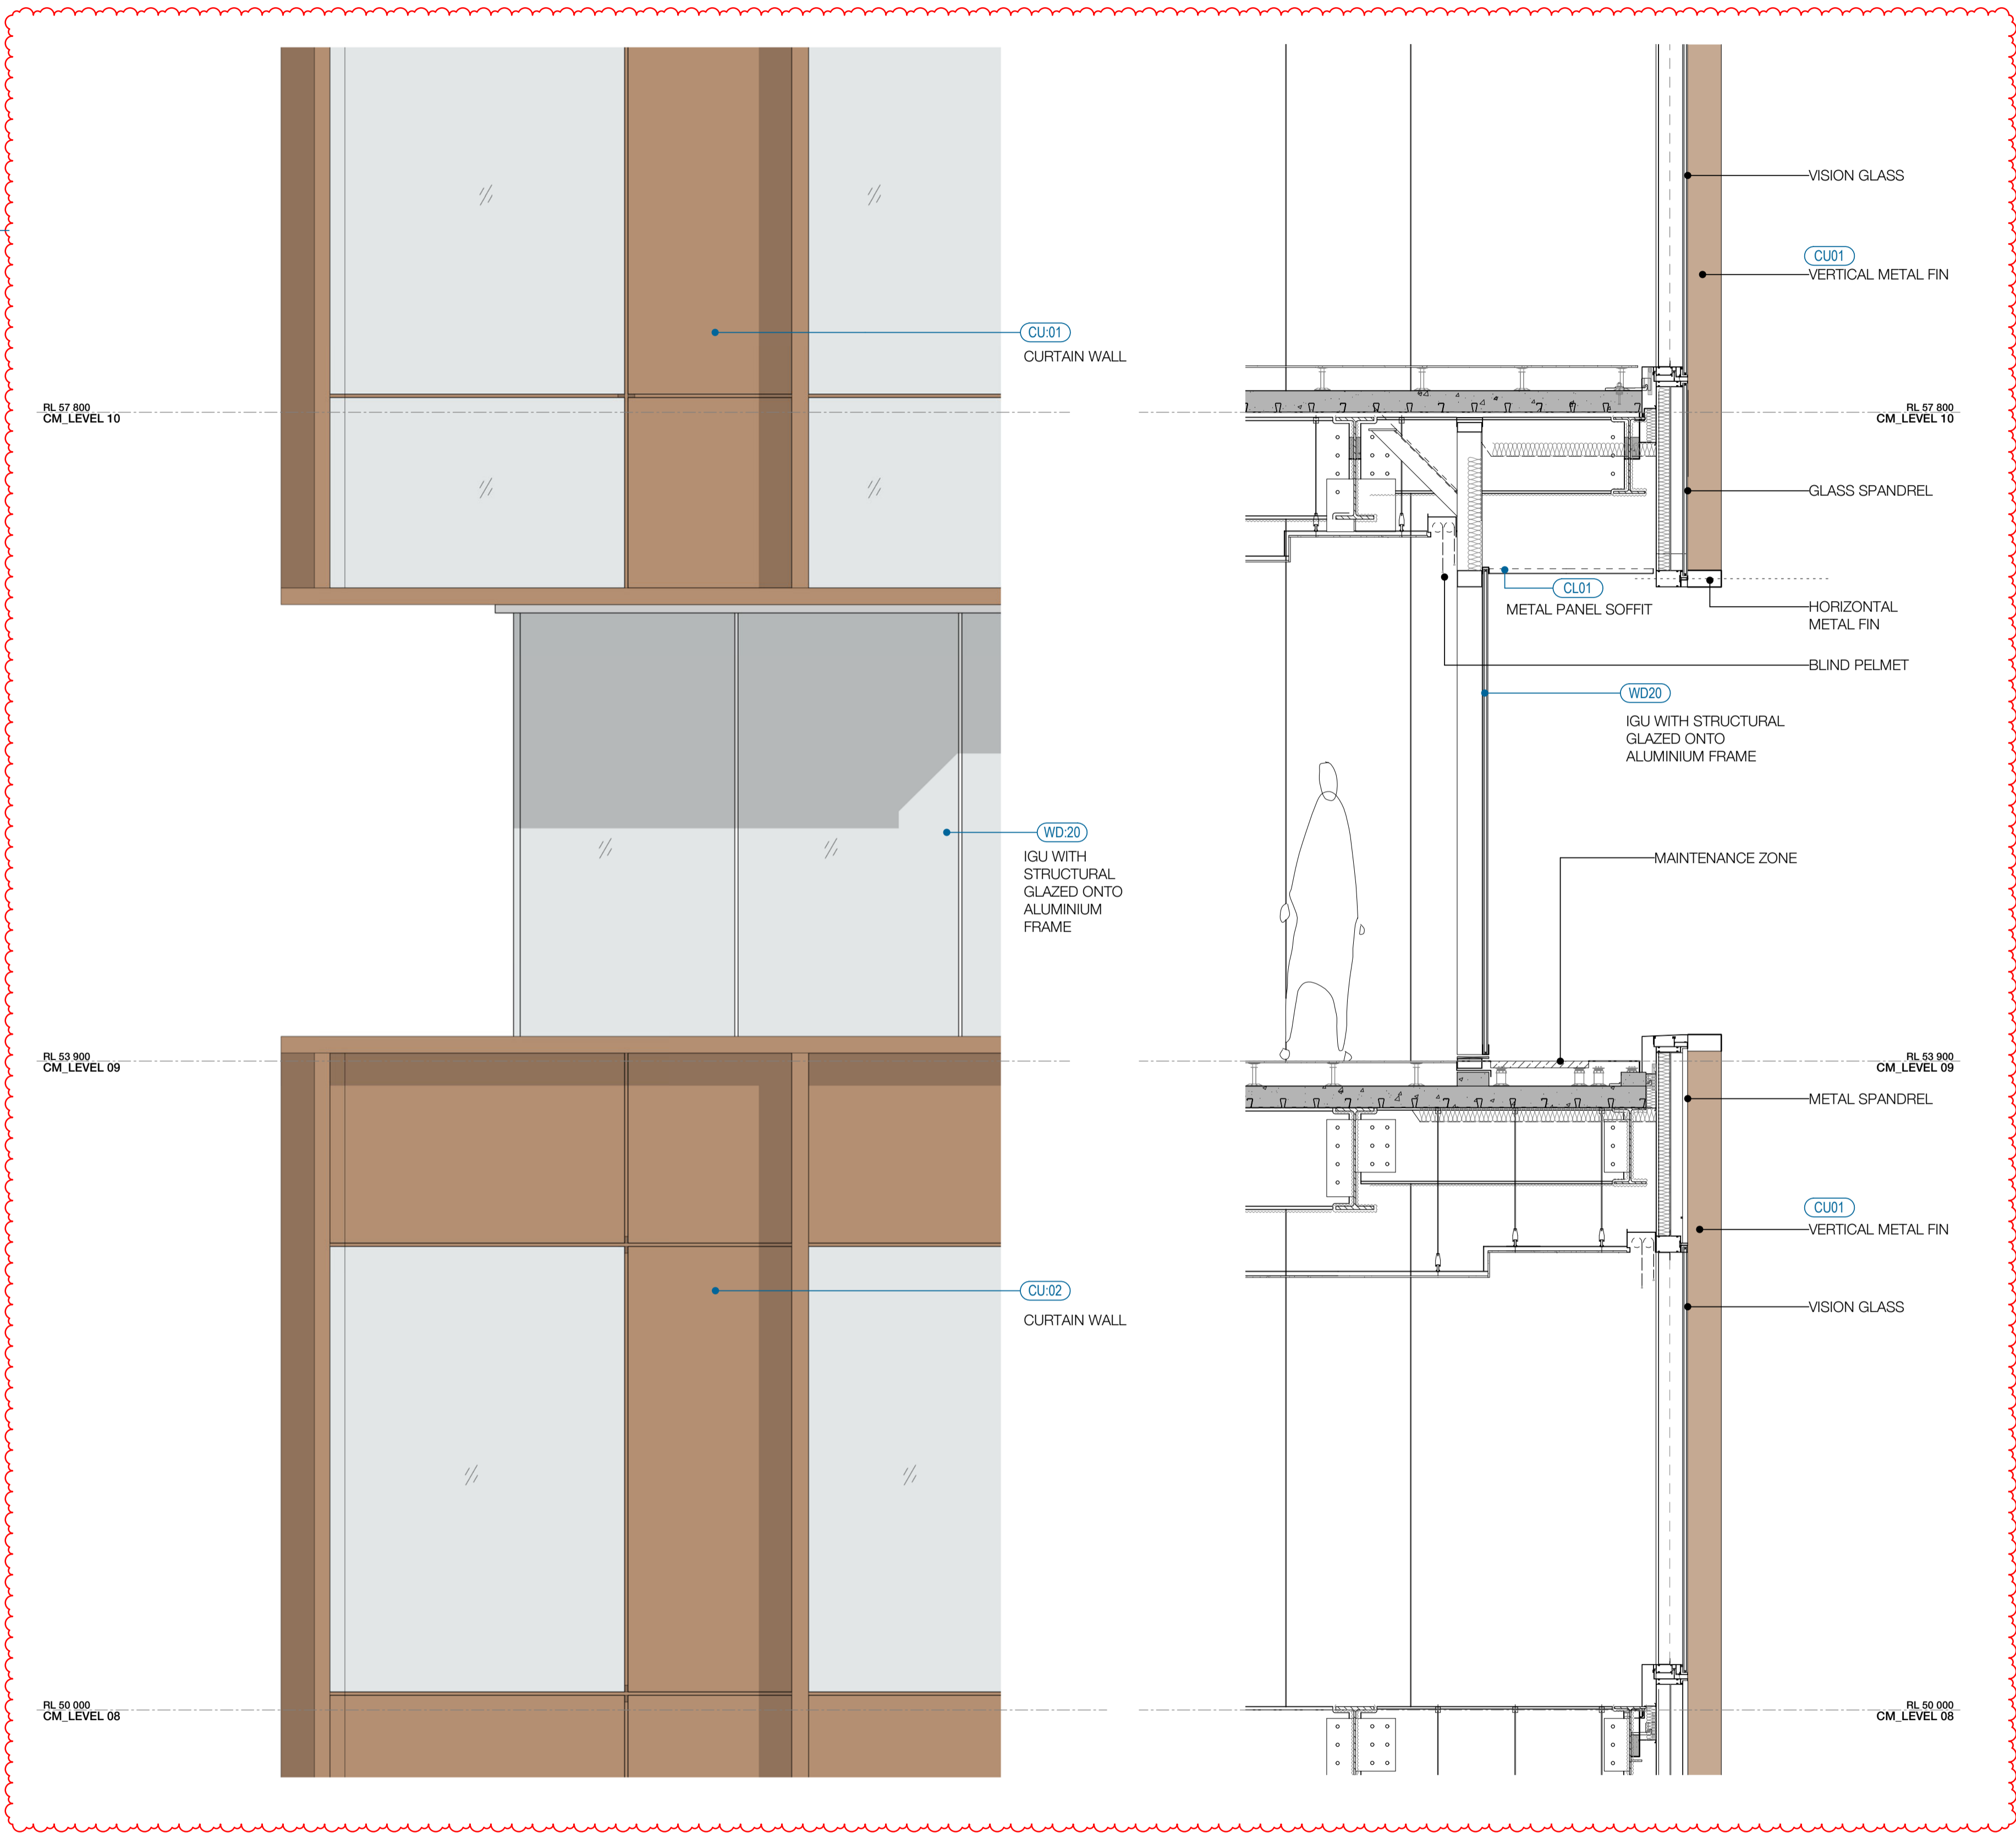 CU:01
CURTAIN WALL
RL 57 800
CM_LEVEL 10
WD:20
IGU WITH
STRUCTURAL
GLAZED ONTO
ALUMINIUM
FRAME
RL 53 900
CM_LEVEL 09
CU:02
CURTAIN WALL
RL 50 000
CM_LEVEL 08
VISION GLASS
CU01
VERTICAL METAL FIN
RL 57 800
CM_LEVEL 10
GLASS SPANDREL
CL01
METAL PANEL SOFFIT
HORIZONTAL
METAL FIN
BLIND PELMET
WD20
IGU WITH STRUCTURAL
GLAZED ONTO
ALUMINIUM FRAME
MAINTENANCE ZONE
RL 53 900
CM_LEVEL 09
METAL SPANDREL
CU01
VERTICAL METAL FIN
VISION GLASS
RL 50 000
CM_LEVEL 08